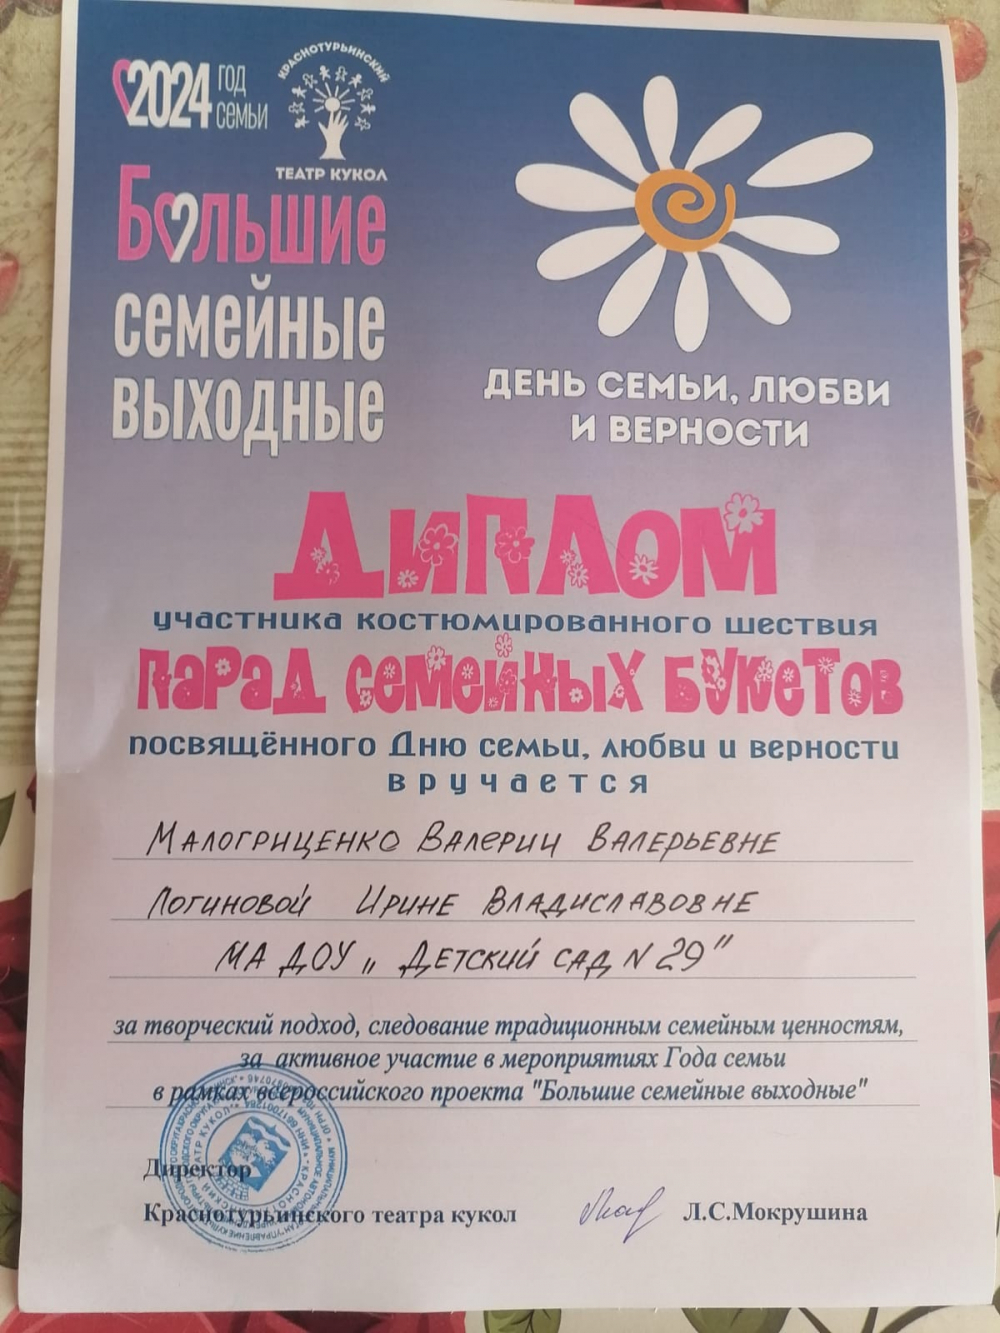 2024 ГОД СЕМЬИ
КРАСНОТУРЬИНСКИЙ
ТЕАТР КУКОЛ
Большие
семейные
выходные
ДЕНЬ СЕМЬИ, ЛЮБВИ
И ВЕРНОСТИ
ДИПЛОМ
участника костюмированного шествия
ПАРАД СЕМЕЙНЫХ БУКЕТОВ
посвящённого Дню семьи, любви и верности
вручается
Малогриценко Валерии Валерьевне
Логиновой Ирине Владиславовне
МА ДОУ „Детский сад N 29"
за творческий подход, следование традиционным семейным ценностям,
за активное участие в мероприятиях Года семьи
в рамках всероссийского проекта "Большие семейные выходные"
Директор
Краснотурьинского театра кукол Л.С.Мокрушина